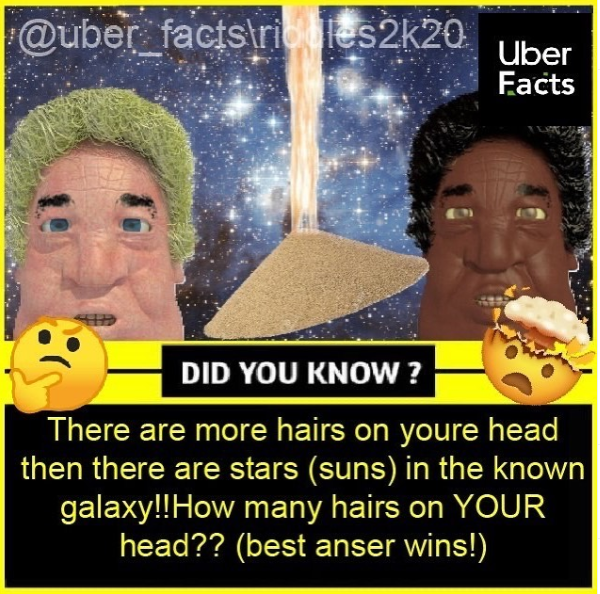 @uber_facts\riddles2k20
Uber
Facts
DID YOU KNOW ?
There are more hairs on youre head
then there are stars (suns) in the known
galaxy!!How many hairs on YOUR
head?? (best anser wins!)